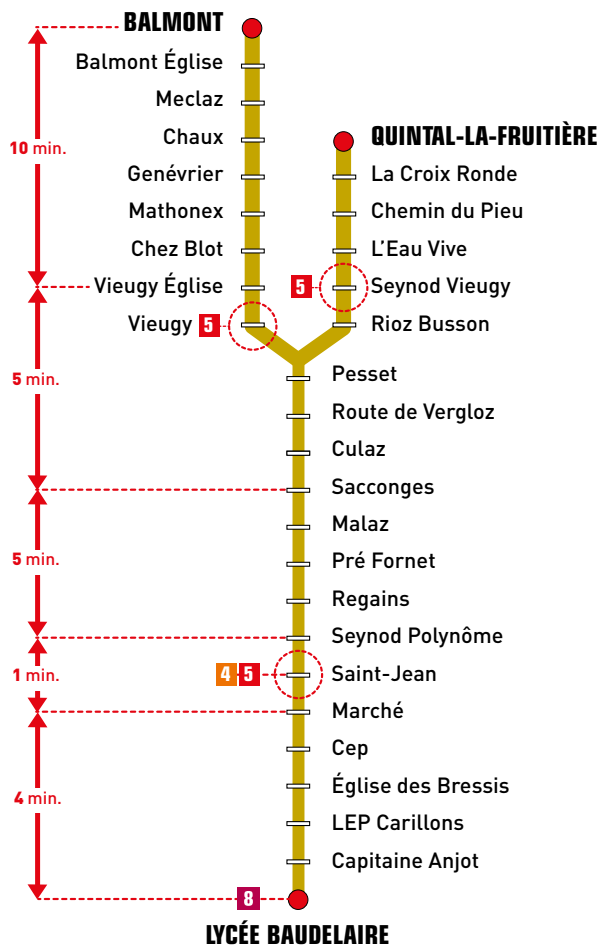 BALMONT
Balmont Église
Meclaz
Chaux
QUINTAL-LA-FRUITIÈRE
10 min.
Genévrier
La Croix Ronde
Mathonex
Chemin du Pieu
Chez Blot
L'Eau Vive
Vieugy Église
5
Seynod Vieugy
Vieugy
5
Rioz Busson
5 min.
Pesset
Route de Vergloz
Culaz
Sacconges
Malaz
5 min.
Pré Fornet
Regains
Seynod Polynôme
1 min.
4 5
Saint-Jean
Marché
Cep
4 min.
Église des Bressis
LEP Carillons
Capitaine Anjot
8
LYCÉE BAUDELAIRE